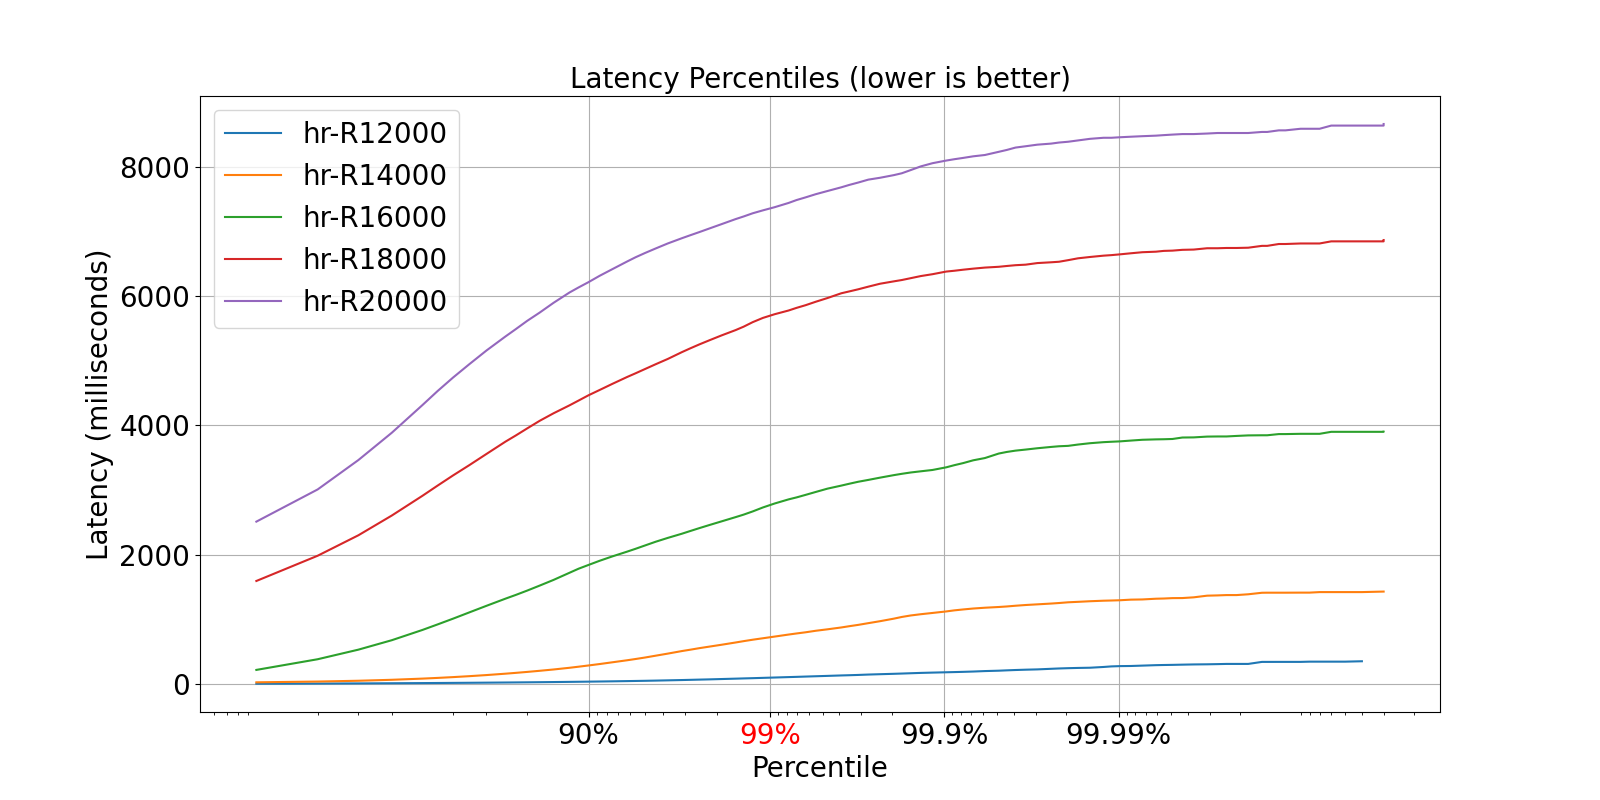 Latency Percentiles (lower is better)
hr-R12000
hr-R14000
hr-R16000
hr-R18000
hr-R20000
8000
6000
4000
2000
0
Latency (milliseconds)
90%
99%
99.9%
99.99%
Percentile